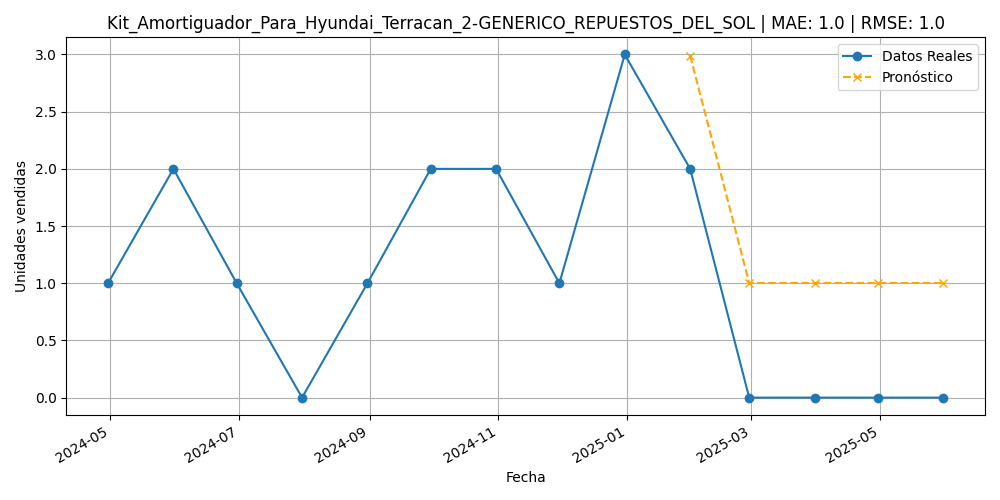 Kit_Amortiguador_Para_Hyundai_Terracan_2-GENERICO_REPUESTOS_DEL_SOL | MAE: 1.0 | RMSE: 1.0
Datos Reales
Pronóstico
Unidades vendidas
3.0
2.5
2.0
1.5
1.0
0.5
0.0
2024-05
2024-07
2024-09
2024-11
2025-01
2025-03
2025-05
Fecha